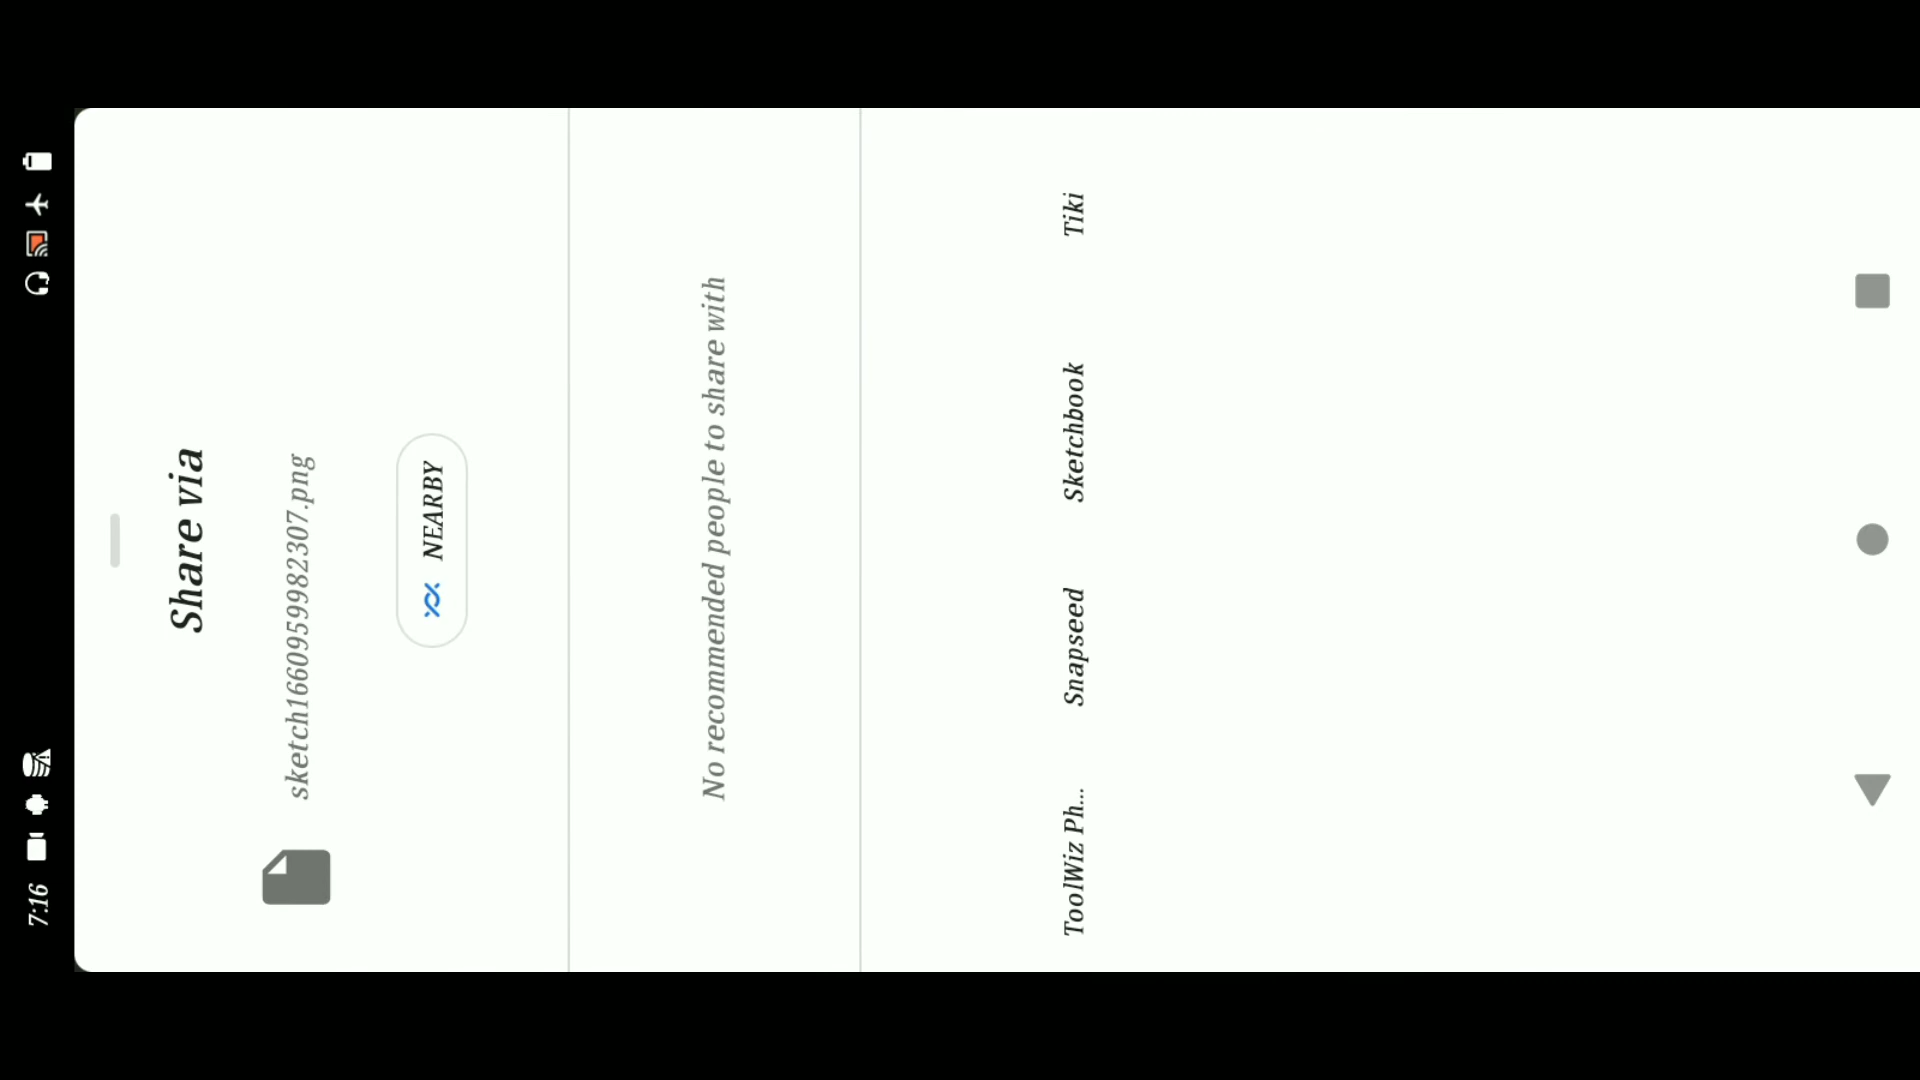 7:16
Share via
sketch1660959982307.png
NEARBY
No recommended people to share with
ToolWiz Ph...
Snapseed
Sketchbook
Tiki